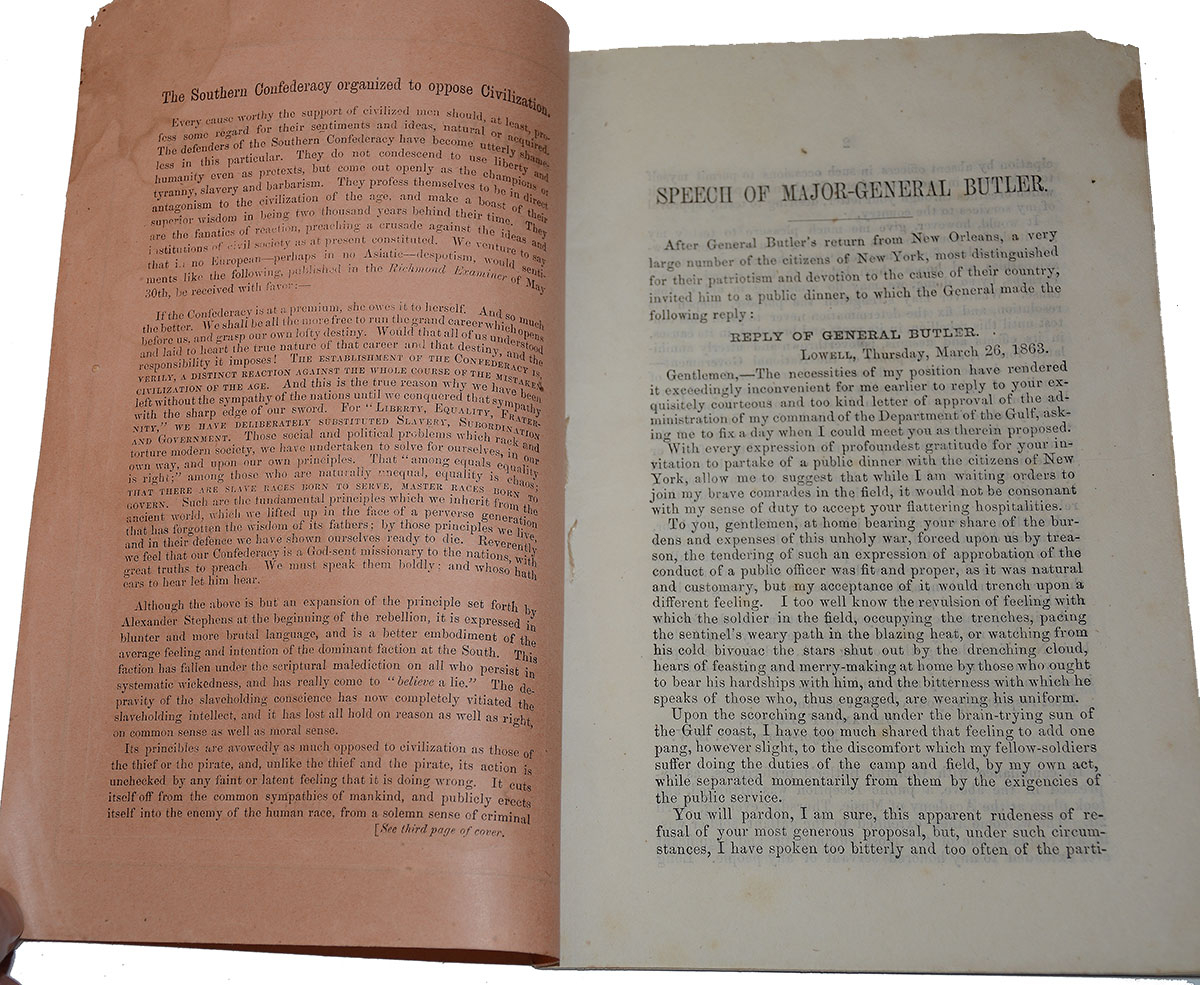 The Southern Confederacy organized to oppose Civilization.
Every cause worthy the support of civilized men should, at least, pro-
fess some regard for their sentiments and ideas, natural or acquired.
The defenders of the Southern Confederacy have become utterly shame-
less in this particular. They do not condescend to use liberty and
humanity even as pretexts, but come out openly as the champions of
tyranny, slavery and barbarism. They profess themselves to be in direct
antagonism to the civilization of the age, and make a boast of their
superior wisdom in being two thousand years behind their time. They
are the fanatics of reaction, preaching a crusade against the ideas and
institutions of civil society as at present constituted. We venture to say
that in no European—perhaps in no Asiatic—despotism, would senti-
ments like the following, published in the Richmond Examiner of May
30th, be received with favor:—
If the Confederacy is at a premium, she owes it to herself. And so much
the better. We shall be all the more free to run the grand career which opens
before us, and grasp our own lofty destiny. Would that all of us understood
and laid to heart the true nature of that career and that destiny, and the
responsibility it imposes! THE ESTABLISHMENT OF THE CONFEDERACY IS,
VERILY, A DISTINCT REACTION AGAINST THE WHOLE COURSE OF THE MISTAKEN
CIVILIZATION OF THE AGE. And this is the true reason why we have been
left without the sympathy of the nations until we conquered that sympathy
with the sharp edge of our sword. For "LIBERTY, EQUALITY, FRATER-
NITY," WE HAVE DELIBERATELY SUBSTITUTED SLAVERY, SUBORDINATION
AND GOVERNMENT. Those social and political problems which rack and
torture modern society, we have undertaken to solve for ourselves, in our
own way, and upon our own principles. That "among equals equality
is right;" among those who are naturally unequal, equality is chaos;
THAT THERE ARE SLAVE RACES BORN TO SERVE, MASTER RACES BORN TO
GOVERN. Such are the fundamental principles which we inherit from the
ancient world, which we lifted up in the face of a perverse generation
that has forgotten the wisdom of its fathers; by those principles we live,
and in their defence we have shown ourselves ready to die. Reverently
we feel that our Confederacy is a God-sent missionary to the nations, with
great truths to preach We must speak them boldly; and whoso hath
ears to hear let him hear.
Although the above is but an expansion of the principle set forth by
Alexander Stephens at the beginning of the rebellion, it is expressed in
blunter and more brutal language, and is a better embodiment of the
average feeling and intention of the dominant faction at the South. This
faction has fallen under the scriptural malediction on all who persist in
systematic wickedness, and has really come to "believe a lie." The de-
pravity of the slaveholding conscience has now completely vitiated the
slaveholding intellect, and it has lost all hold on reason as well as right,
on common sense as well as moral sense.
Its princibles are avowedly as much opposed to civilization as those of
the thief or the pirate, and, unlike the thief and the pirate, its action is
unchecked by any faint or latent feeling that it is doing wrong. It cuts
itself off from the common sympathies of mankind, and publicly erects
itself into the enemy of the human race, from a solemn sense of criminal
[See third page of cover.
2
SPEECH OF MAJOR-GENERAL BUTLER.
After General Butler's return from New Orleans, a very
large number of the citizens of New York, most distinguished
for their patriotism and devotion to the cause of their country,
invited him to a public dinner, to which the General made the
following reply:
REPLY OF GENERAL BUTLER.
LOWELL, Thursday, March 26, 1863.
Gentlemen,—The necessities of my position have rendered
it exceedingly inconvenient for me earlier to reply to your ex-
quisitely courteous and too kind letter of approval of the ad-
ministration of my command of the Department of the Gulf, ask-
ing me to fix a day when I could meet you as therein proposed.
With every expression of profoundest gratitude for your in-
vitation to partake of a public dinner with the citizens of New
York, allow me to suggest that while I am waiting orders to
join my brave comrades in the field, it would not be consonant
with my sense of duty to accept your flattering hospitalities.
To you, gentlemen, at home bearing your share of the bur-
dens and expenses of this unholy war, forced upon us by trea-
son, the tendering of such an expression of approbation of the
conduct of a public officer was fit and proper, as it was natural
and customary, but my acceptance of it would trench upon a
different feeling. I too well know the revulsion of feeling with
which the soldier in the field, occupying the trenches, pacing
the sentinel's weary path in the blazing heat, or watching from
his cold bivouac the stars shut out by the drenching cloud,
hears of feasting and merry-making at home by those who ought
to bear his hardships with him, and the bitterness with which he
speaks of those who, thus engaged, are wearing his uniform.
Upon the scorching sand, and under the brain-trying sun of
the Gulf coast, I have too much shared that feeling to add one
pang, however slight, to the discomfort which my fellow-soldiers
suffer doing the duties of the camp and field, by my own act,
while separated momentarily from them by the exigencies of
the public service.
You will pardon, I am sure, this apparent rudeness of re-
fusal of your most generous proposal, but, under such circum-
stances, I have spoken too bitterly and too often of the parti-